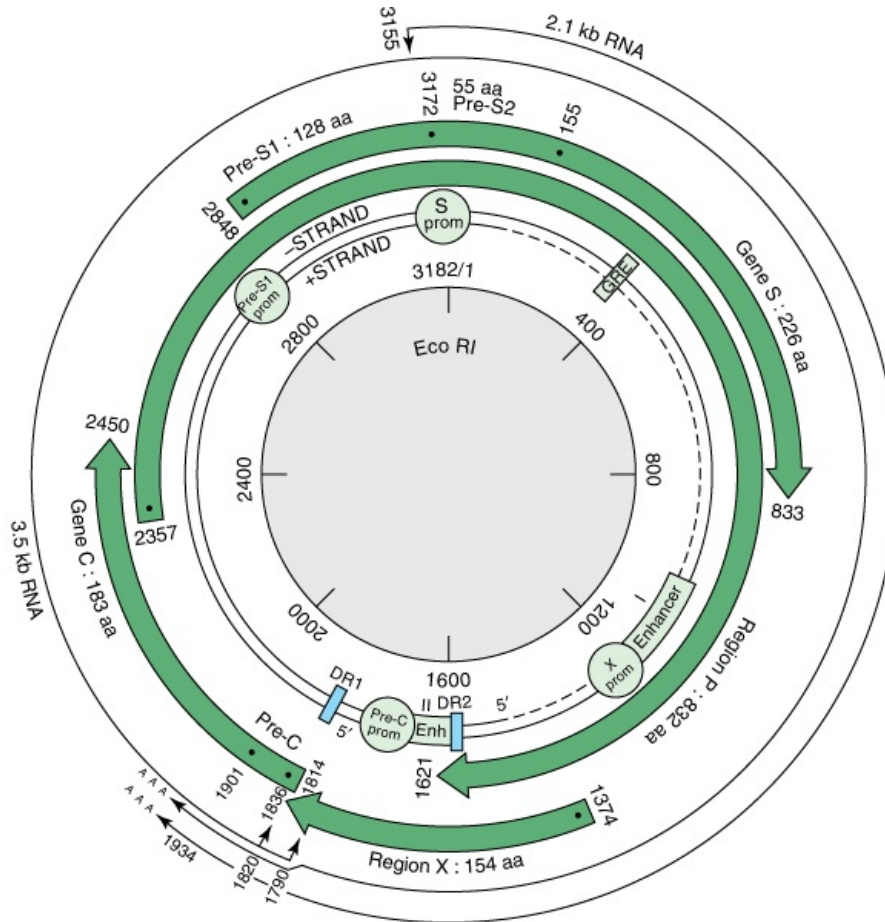 3155
2.1 kb RNA
3172
55 aa
Pre-S2
155
Pre-S1 : 128 aa
2848
–STRAND
+STRAND
S
prom
Pre-S1
prom
GRE
Gene S : 226 aa
3182/1
Eco RI
400
800
1200
1600
2000
2400
2800
833
2450
2357
Gene C : 183 aa
3.5 kb RNA
I
Enhancer
X
prom
Region P : 832 aa
DR1
5′
Pre-C
prom
II
Enh
DR2
5′
1621
Pre-C
1901
1836
1814
1374
Region X : 154 aa
A A A
A A A
1934
1820
1790